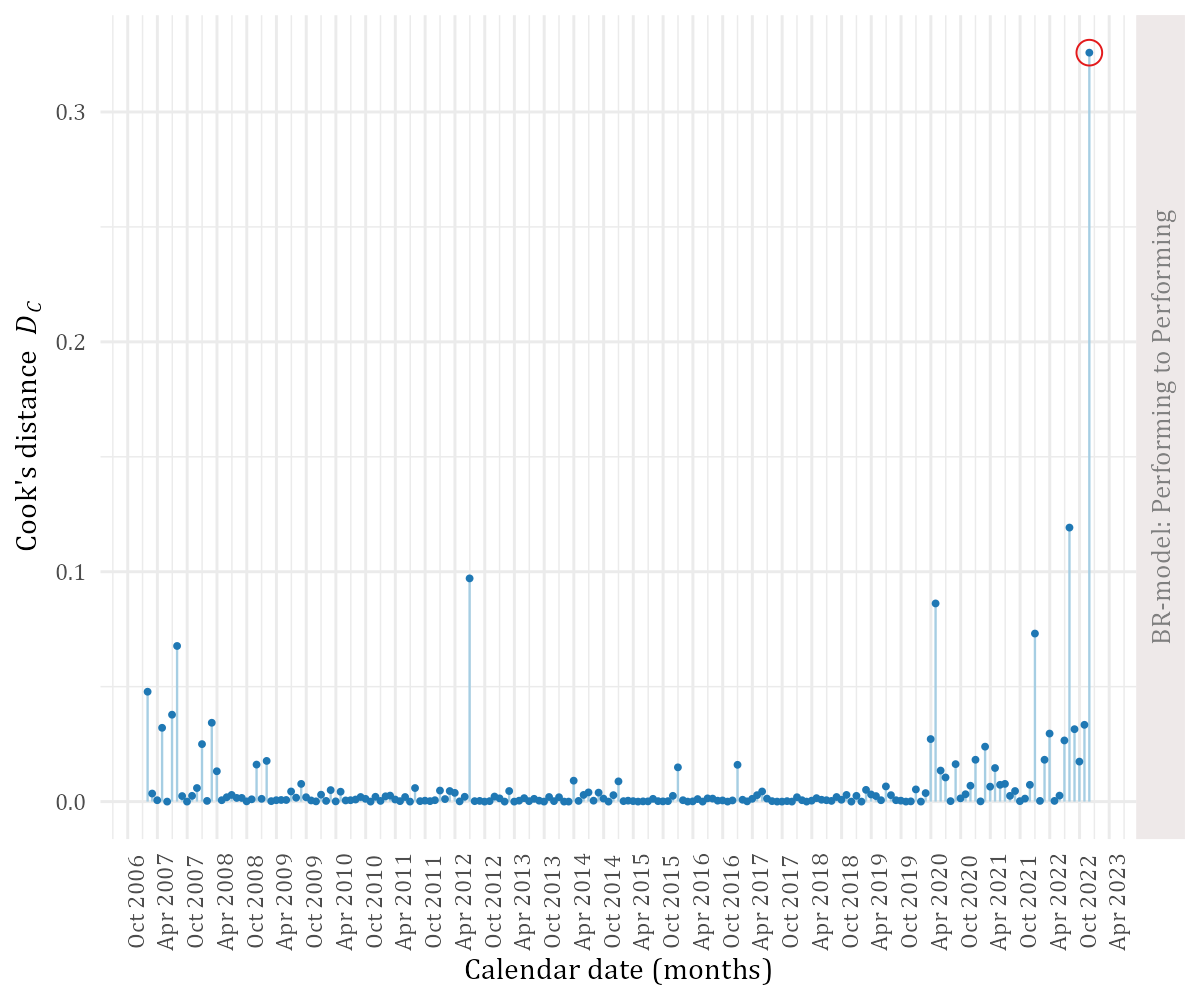 Cook's distance D_C
0.3
0.2
0.1
0.0
BR-model: Performing to Performing
Oct 2006
Apr 2007
Oct 2007
Apr 2008
Oct 2008
Apr 2009
Oct 2009
Apr 2010
Oct 2010
Apr 2011
Oct 2011
Apr 2012
Oct 2012
Apr 2013
Oct 2013
Apr 2014
Oct 2014
Apr 2015
Oct 2015
Apr 2016
Oct 2016
Apr 2017
Oct 2017
Apr 2018
Oct 2018
Apr 2019
Oct 2019
Apr 2020
Oct 2020
Apr 2021
Oct 2021
Apr 2022
Oct 2022
Apr 2023
Calendar date (months)